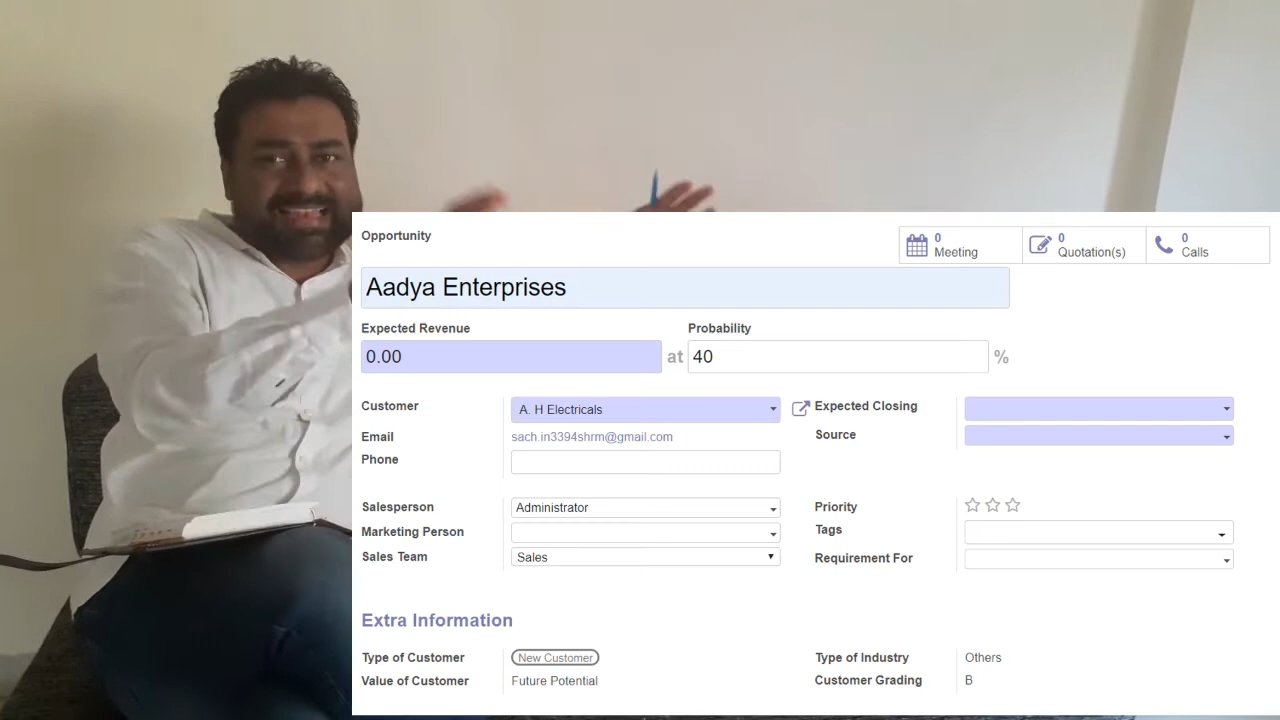 Opportunity
0
Meeting
0
Quotation(s)
0
Calls
Aadya Enterprises
Expected Revenue
Probability
0.00 at 40 %
Customer A. H Electricals
Expected Closing
Email sach.in3394shrm@gmail.com
Source
Phone
Salesperson Administrator
Priority
Marketing Person
Tags
Sales Team Sales
Requirement For
Extra Information
Type of Customer New Customer
Type of Industry Others
Value of Customer Future Potential
Customer Grading B